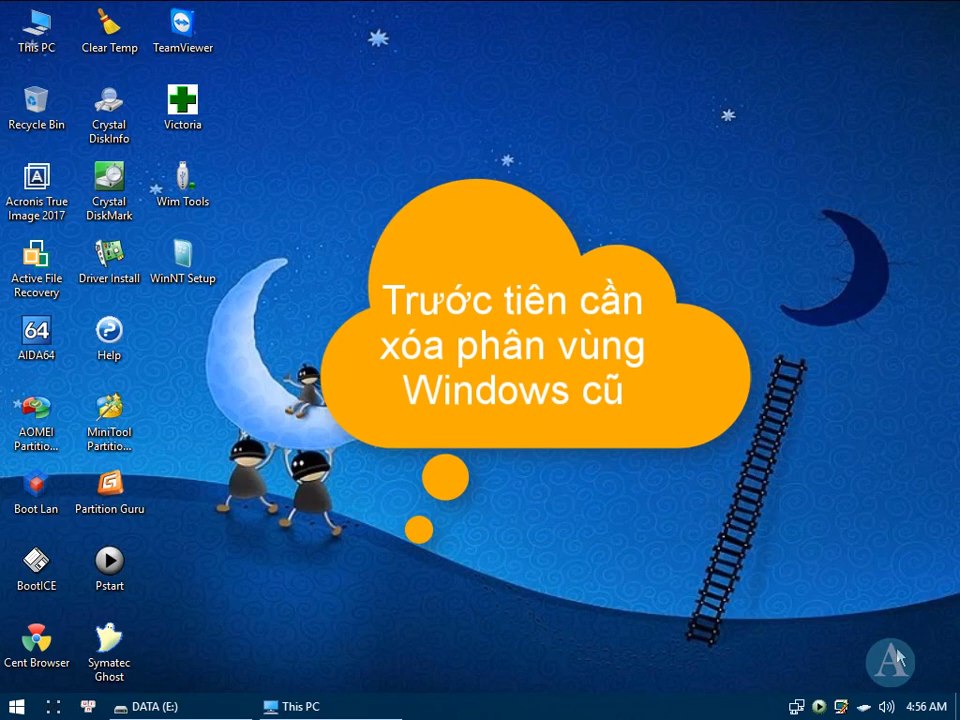 This PC
Clear Temp
TeamViewer
Recycle Bin
Crystal
DiskInfo
Victoria
Acronis True
Image 2017
Crystal
DiskMark
Wim Tools
Active File
Recovery
Driver Install
WinNT Setup
64
AIDA64
Help
AOMEI
Partitio...
MiniTool
Partitio...
Boot Lan
Partition Guru
BootICE
Pstart
Cent Browser
Symatec
Ghost
Trước tiên cần
xóa phân vùng
Windows cũ
A
DATA (E:)
This PC
4:56 AM